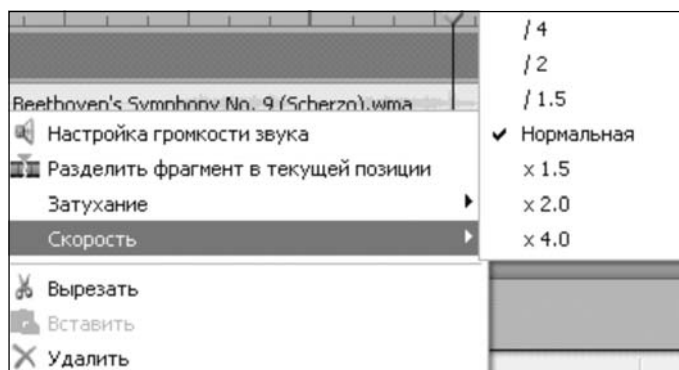 Beethoven's Symphony No. 9 (Scherzo).wma
Настройка громкости звука
Разделить фрагмент в текущей позиции
Затухание
Скорость
Вырезать
Вставить
Удалить
/ 4
/ 2
/ 1.5
Нормальная
x 1.5
x 2.0
x 4.0